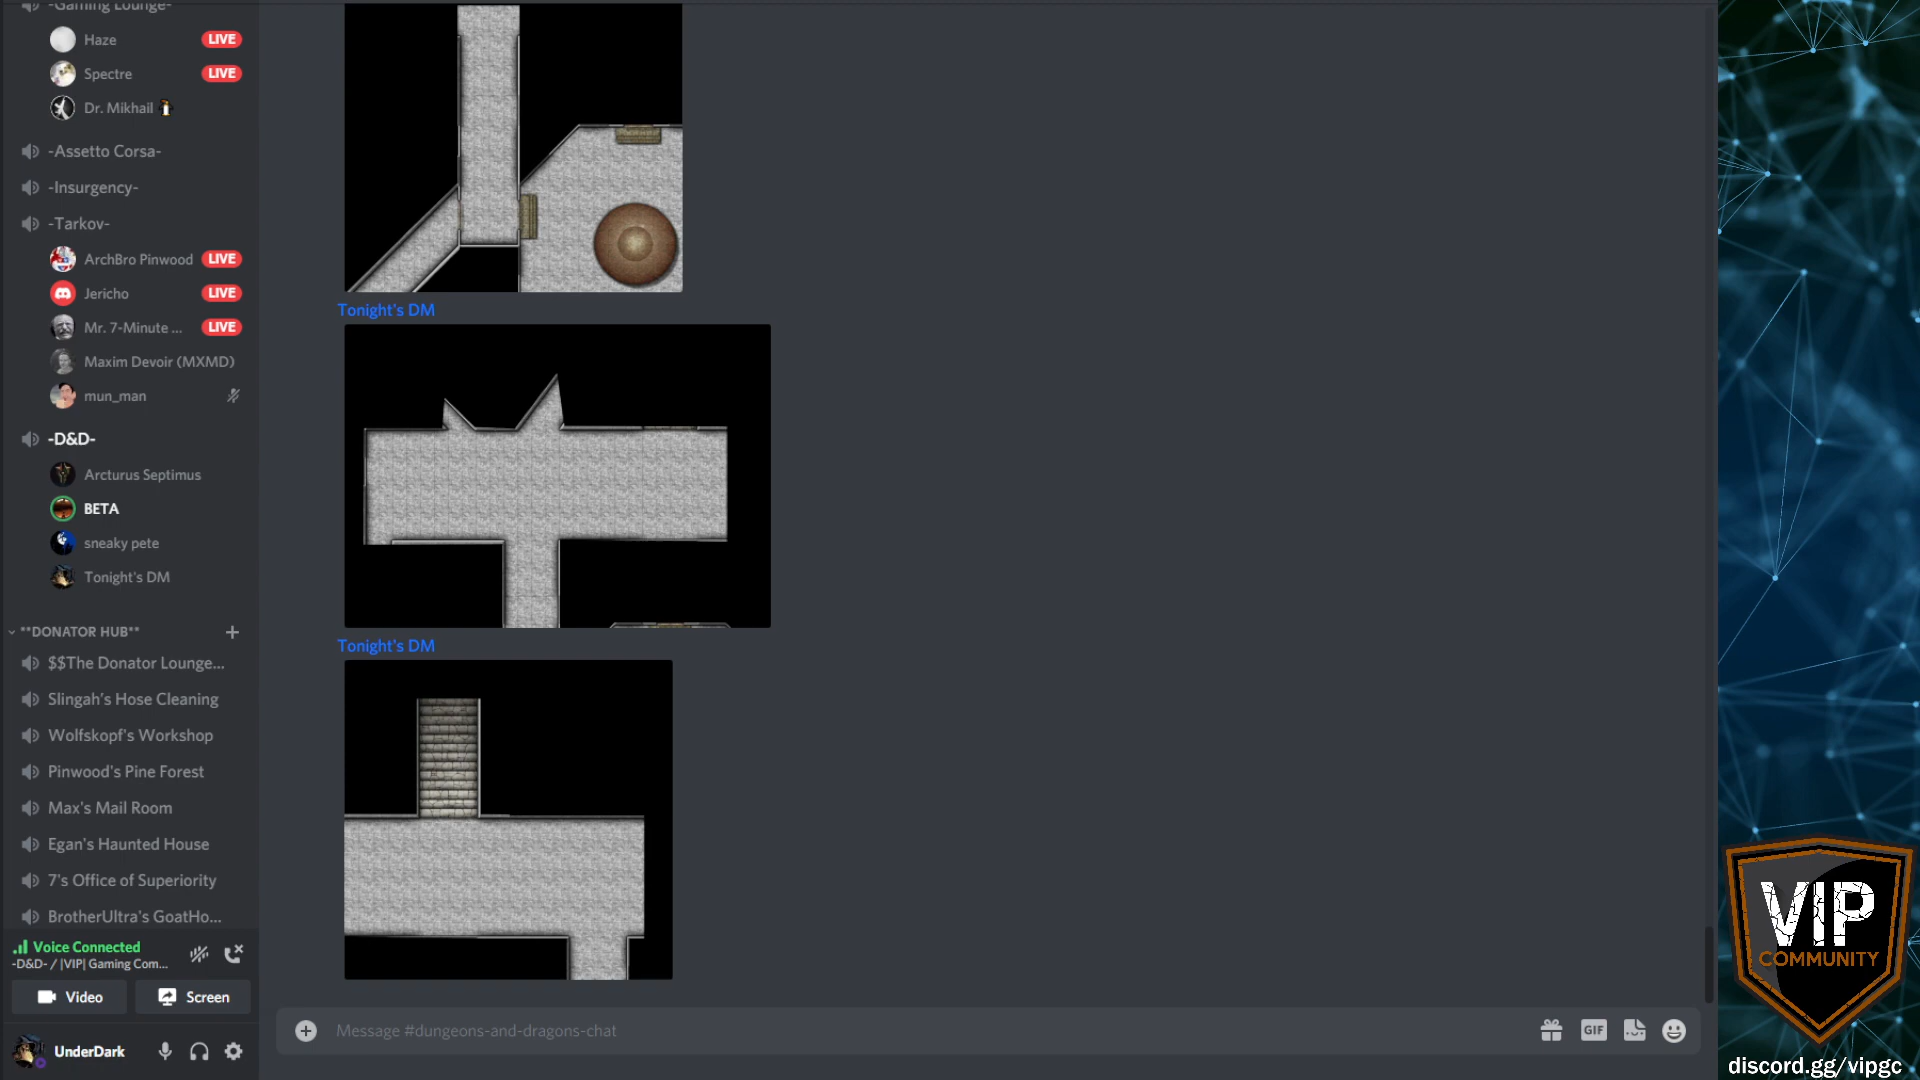 -Gaming Lounge-
Haze LIVE
Spectre LIVE
Dr. Mikhail
-Assetto Corsa-
-Insurgency-
-Tarkov-
ArchBro Pinwood LIVE
Jericho LIVE
Mr. 7-Minute ... LIVE
Maxim Devoir (MXMD)
mun_man
-D&D-
Arcturus Septimus
BETA
sneaky pete
Tonight's DM
**DONATOR HUB**
$$The Donator Lounge...
Slingah's Hose Cleaning
Wolfskopf's Workshop
Pinwood's Pine Forest
Max's Mail Room
Egan's Haunted House
7's Office of Superiority
BrotherUltra's GoatHo...
Voice Connected
-D&D- / |VIP| Gaming Com...
Video
Screen
UnderDark
Tonight's DM
Tonight's DM
Message #dungeons-and-dragons-chat
GIF
VIP
COMMUNITY
discord.gg/vipgc